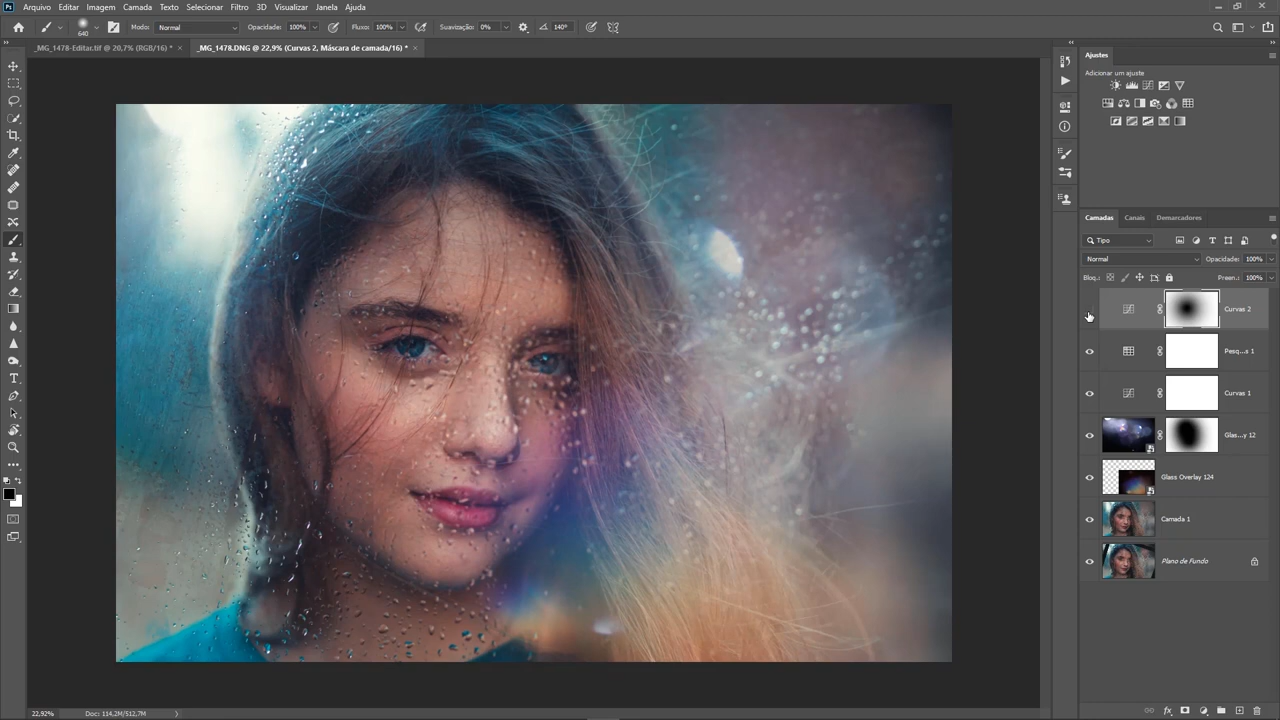 Ps Arquivo Editar Imagem Camada Texto Selecionar Filtro 3D Visualizar Janela Ajuda
640 Modo: Normal Opacidade: 100% Fluxo: 100% Suavização: 0% 140°
_MG_1478-Editar.tif @ 20,7% (RGB/16) * × _MG_1478.DNG @ 22,9% (Curvas 2, Máscara de camada/16) * ×
Ajustes
Adicionar um ajuste
Camadas Canais Demarcadores
Tipo
Normal Opacidade: 100%
Bloq.: Preen.: 100%
Curvas 2
Pesq...s 1
Curvas 1
Glas...y 12
Glass Overlay 124
Camada 1
Plano de Fundo
22,92% Doc: 114,2M/512,7M